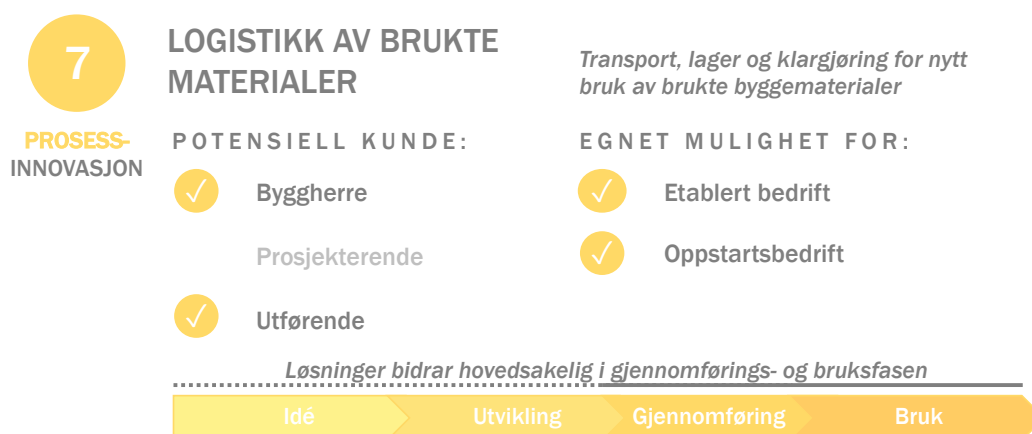 7
PROSESS-
INNOVASJON
LOGISTIKK AV BRUKTE
MATERIALER
Transport, lager og klargjøring for nytt
bruk av brukte byggematerialer
POTENSIELL KUNDE:
✓ Byggherre
Prosjekterende
✓ Utførende
EGNET MULIGHET FOR:
✓ Etablert bedrift
✓ Oppstartsbedrift
Løsninger bidrar hovedsakelig i gjennomførings- og bruksfasen
Idé
Utvikling
Gjennomføring
Bruk